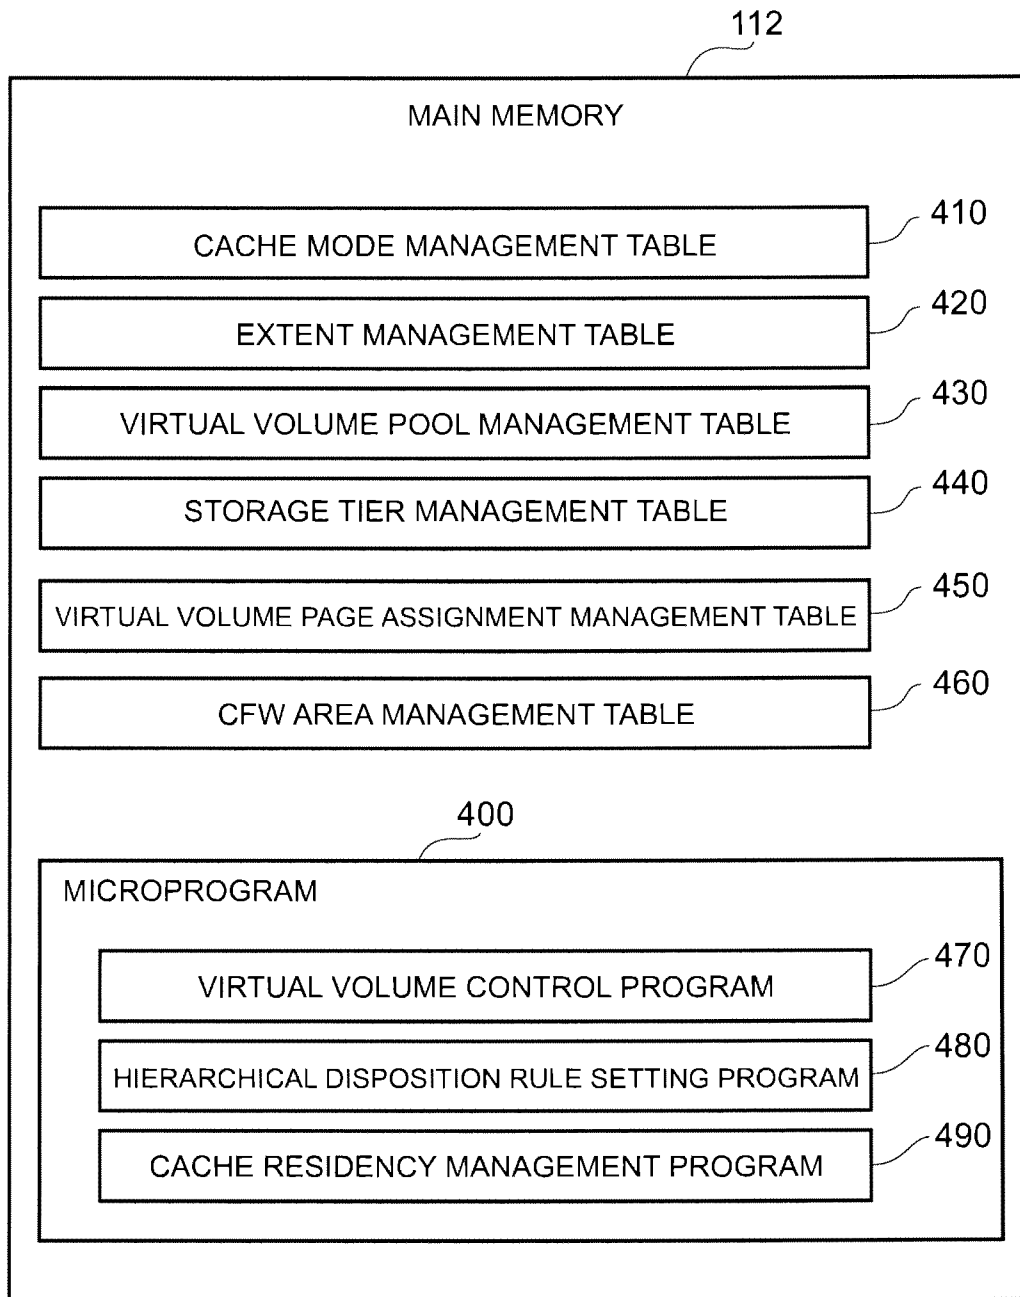 112
MAIN MEMORY
CACHE MODE MANAGEMENT TABLE
410
EXTENT MANAGEMENT TABLE
420
VIRTUAL VOLUME POOL MANAGEMENT TABLE
430
STORAGE TIER MANAGEMENT TABLE
440
VIRTUAL VOLUME PAGE ASSIGNMENT MANAGEMENT TABLE
450
CFW AREA MANAGEMENT TABLE
460
400
MICROPROGRAM
VIRTUAL VOLUME CONTROL PROGRAM
470
HIERARCHICAL DISPOSITION RULE SETTING PROGRAM
480
CACHE RESIDENCY MANAGEMENT PROGRAM
490